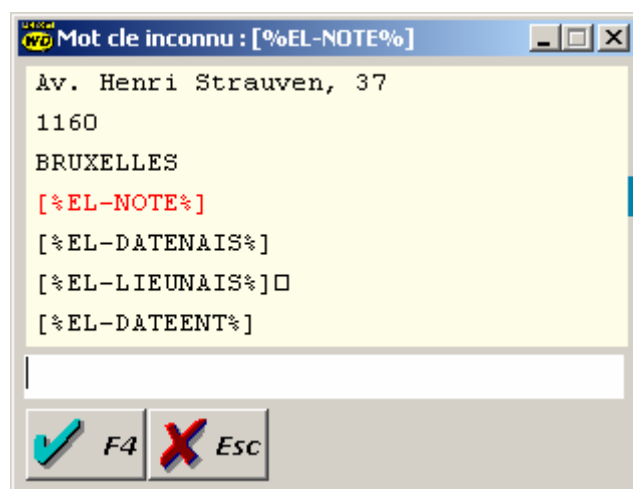 Mot cle inconnu : [%EL-NOTE%]
Av. Henri Strauven, 37
1160
BRUXELLES
[%EL-NOTE%]
[%EL-DATENAIS%]
[%EL-LIEUNAIS%]□
[%EL-DATEENT%]
F4 Esc